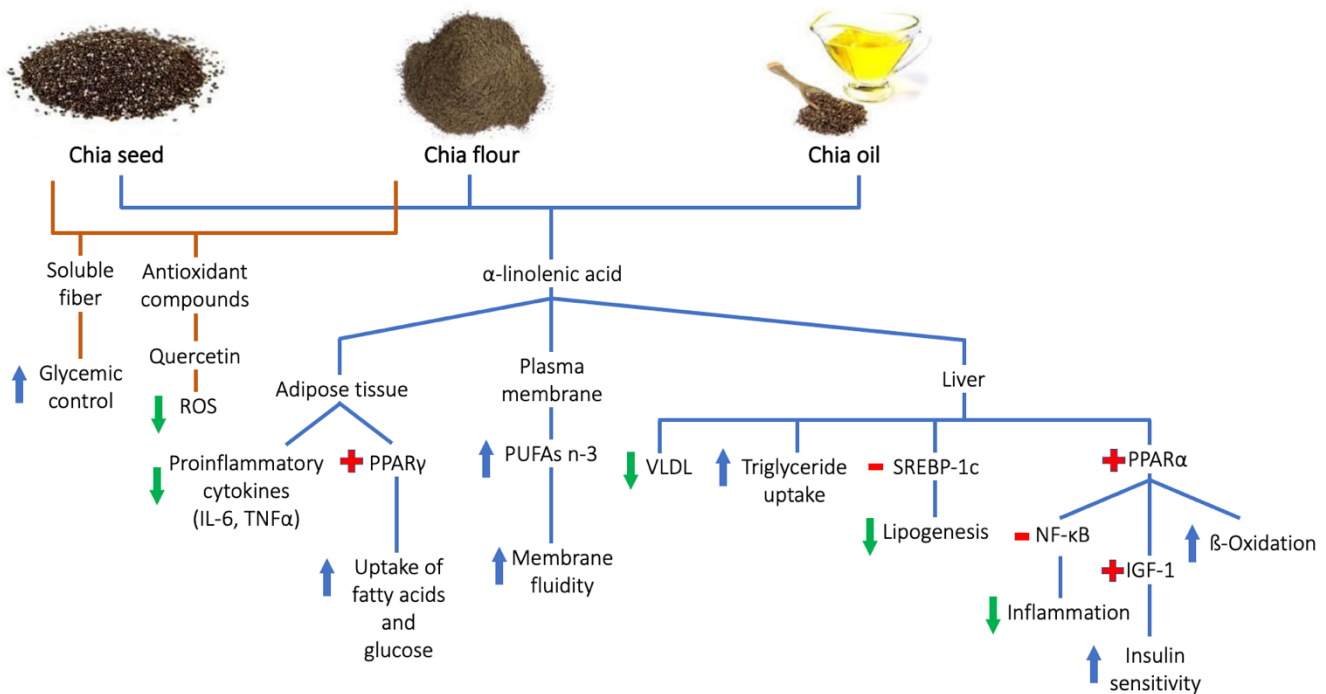 Chia seed
Chia flour
Chia oil
Soluble
fiber
Antioxidant
compounds
α-linolenic acid
Quercetin
Glycemic
control
ROS
Adipose tissue
Plasma
membrane
Liver
Proinflammatory
cytokines
(IL-6, TNFα)
PPARγ
PUFAs n-3
VLDL
Triglyceride
uptake
SREBP-1c
PPARα
Lipogenesis
NF-κB
ß-Oxidation
IGF-1
Uptake of
fatty acids
and
glucose
Membrane
fluidity
Inflammation
Insulin
sensitivity